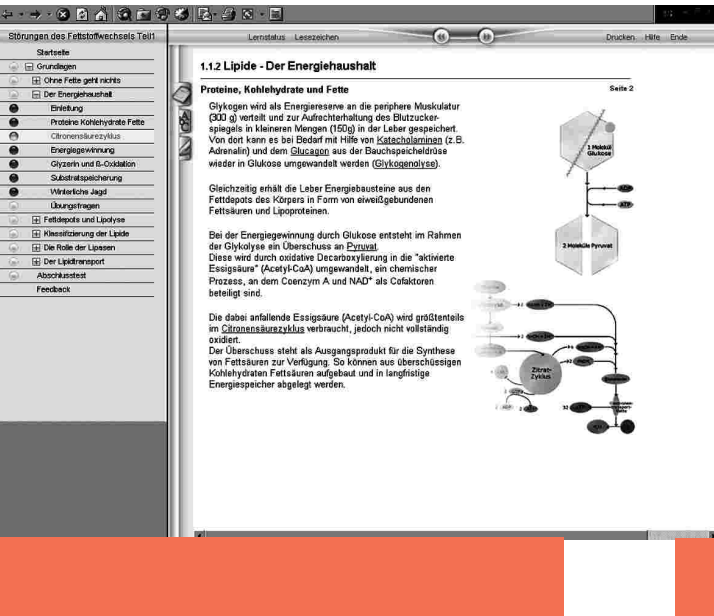 Störungen des Fettstoffwechsels Teil1
Lernstatus Lesezeichen
Drucken Hilfe Ende
Startseite
Grundlagen
Ohne Fette geht nichts
Der Energiehaushalt
Einleitung
Proteine Kohlehydrate Fette
Citronensäurezyklus
Energiegewinnung
Glyzerin und ß-Oxidation
Substratspeicherung
Winterliche Jagd
Übungsfragen
Fettdepots und Lipolyse
Klassifizierung der Lipide
Die Rolle der Lipasen
Der Lipidtransport
Abschlusstest
Feedback
1.1.2 Lipide - Der Energiehaushalt
Proteine, Kohlehydrate und Fette
Seite 2
Glykogen wird als Energiereserve an die periphere Muskulatur
(300 g) verteilt und zur Aufrechterhaltung des Blutzucker-
spiegels in kleineren Mengen (150g) in der Leber gespeichert.
Von dort kann es bei Bedarf mit Hilfe von Katecholaminen (z.B.
Adrenalin) und dem Glucagon aus der Bauchspeicheldrüse
wieder in Glukose umgewandelt werden (Glykogenolyse).
Gleichzeitig erhält die Leber Energiebausteine aus den
Fettdepots des Körpers in Form von eiweißgebundenen
Fettsäuren und Lipoproteinen.
Bei der Energiegewinnung durch Glukose entsteht im Rahmen
der Glykolyse ein Überschuss an Pyruvat.
Diese wird durch oxidative Decarboxylierung in die "aktivierte
Essigsäure" (Acetyl-CoA) umgewandelt, ein chemischer
Prozess, an dem Coenzym A und NAD+ als Cofaktoren
beteiligt sind.
Die dabei anfallende Essigsäure (Acetyl-CoA) wird größtenteils
im Citronensäurezyklus verbraucht, jedoch nicht vollständig
oxidiert.
Der Überschuss steht als Ausgangsprodukt für die Synthese
von Fettsäuren zur Verfügung. So können aus überschüssigen
Kohlehydraten Fettsäuren aufgebaut und in langfristige
Energiespeicher abgelegt werden.
1 Molekül
Glukose
ADP
ATP
2 Moleküle Pyruvat
Zitrat-
Zyklus